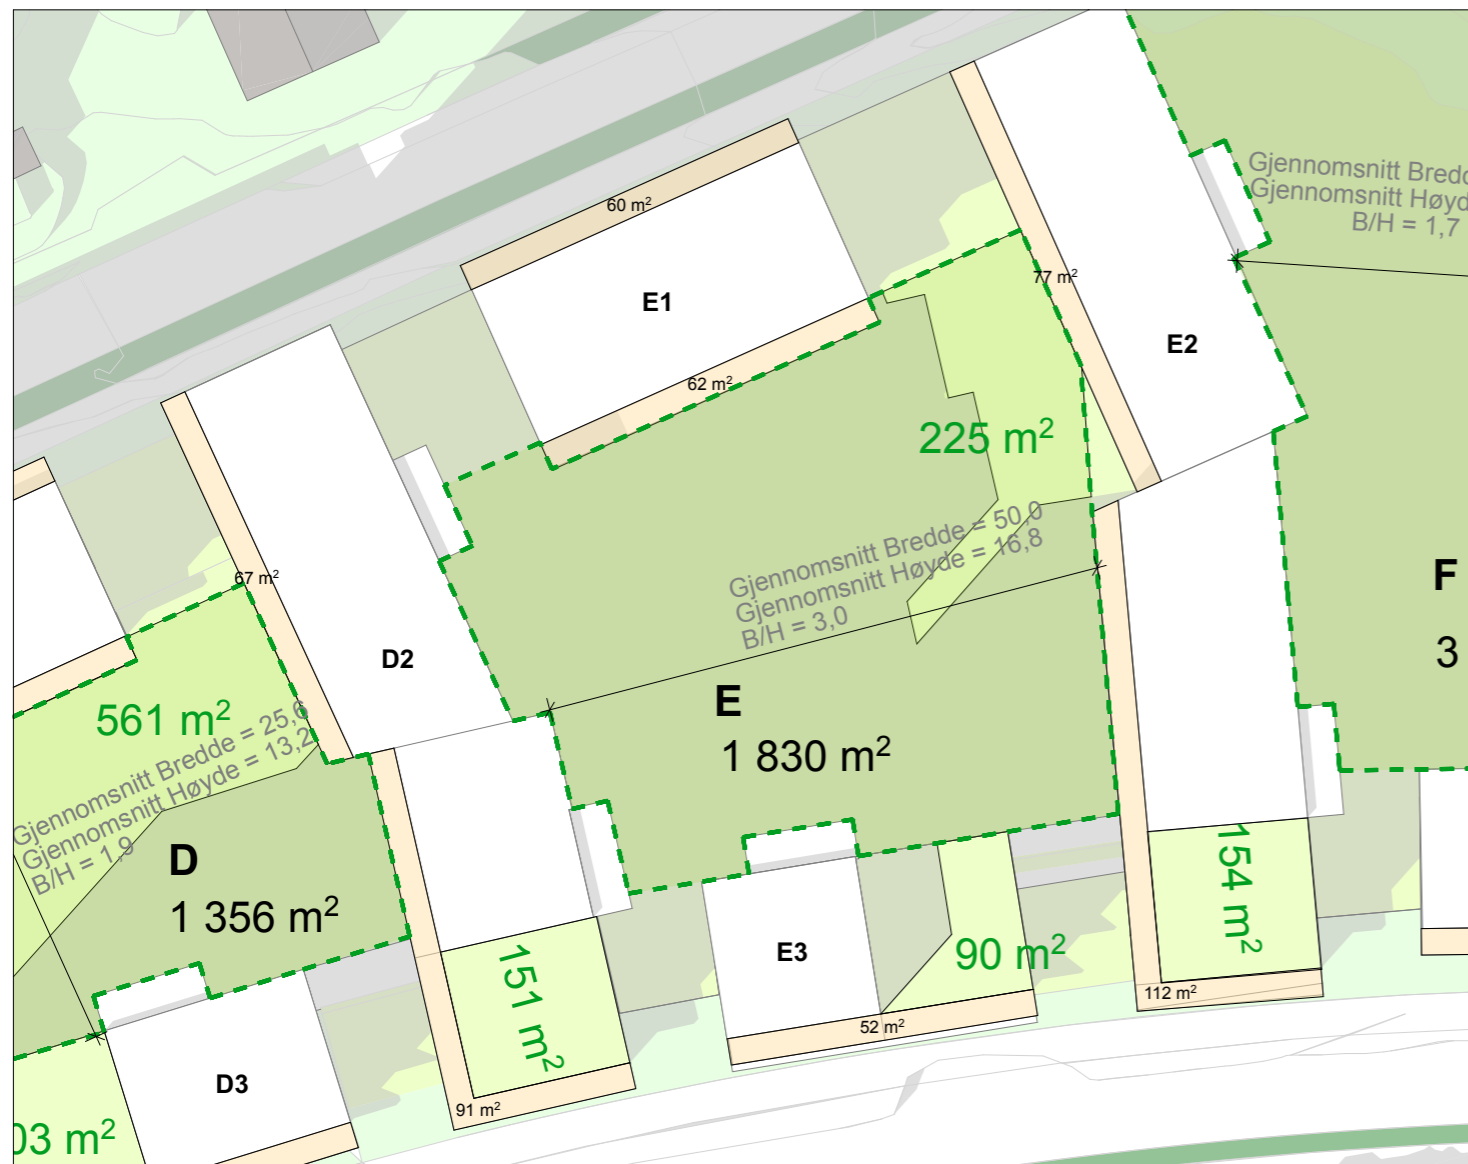 60 m²
E1
62 m²
77 m²
E2
Gjennomsnitt
Gjennomsnitt
B/H = 1,7
225 m²
Gjennomsnitt Bredde = 50,0
Gjennomsnitt Høyde = 16,8
B/H = 3,0
67 m²
D2
561 m²
Gjennomsnitt Bredde = 25,6
Gjennomsnitt Høyde = 13,2
B/H = 1,9
E
1 830 m²
F
3
D
1 356 m²
154 m²
151 m²
E3
90 m²
112 m²
52 m²
D3
91 m²
03 m²